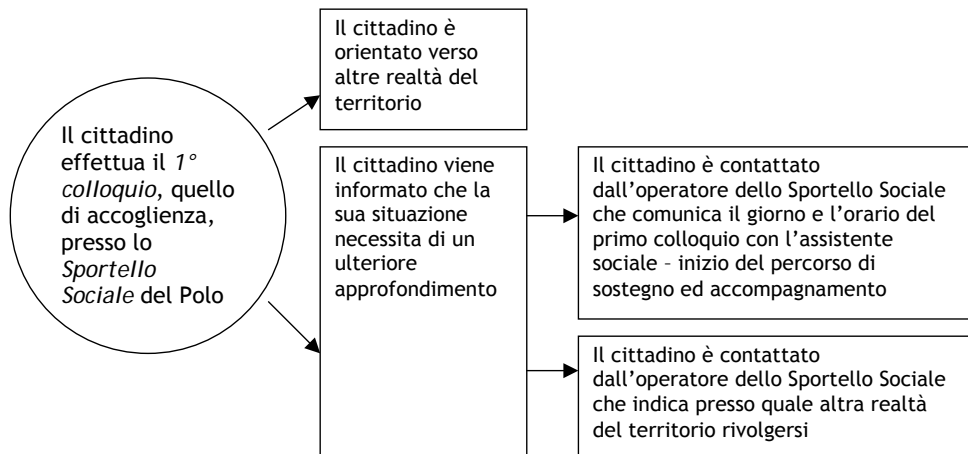 Il cittadino
effettua il 1°
colloquio, quello
di accoglienza,
presso lo
Sportello
Sociale del Polo
Il cittadino è
orientato verso
altre realtà del
territorio
Il cittadino viene
informato che la
sua situazione
necessita di un
ulteriore
approfondimento
Il cittadino è contattato
dall'operatore dello Sportello Sociale
che comunica il giorno e l'orario del
primo colloquio con l'assistente
sociale – inizio del percorso di
sostegno ed accompagnamento
Il cittadino è contattato
dall'operatore dello Sportello Sociale
che indica presso quale altra realtà
del territorio rivolgersi